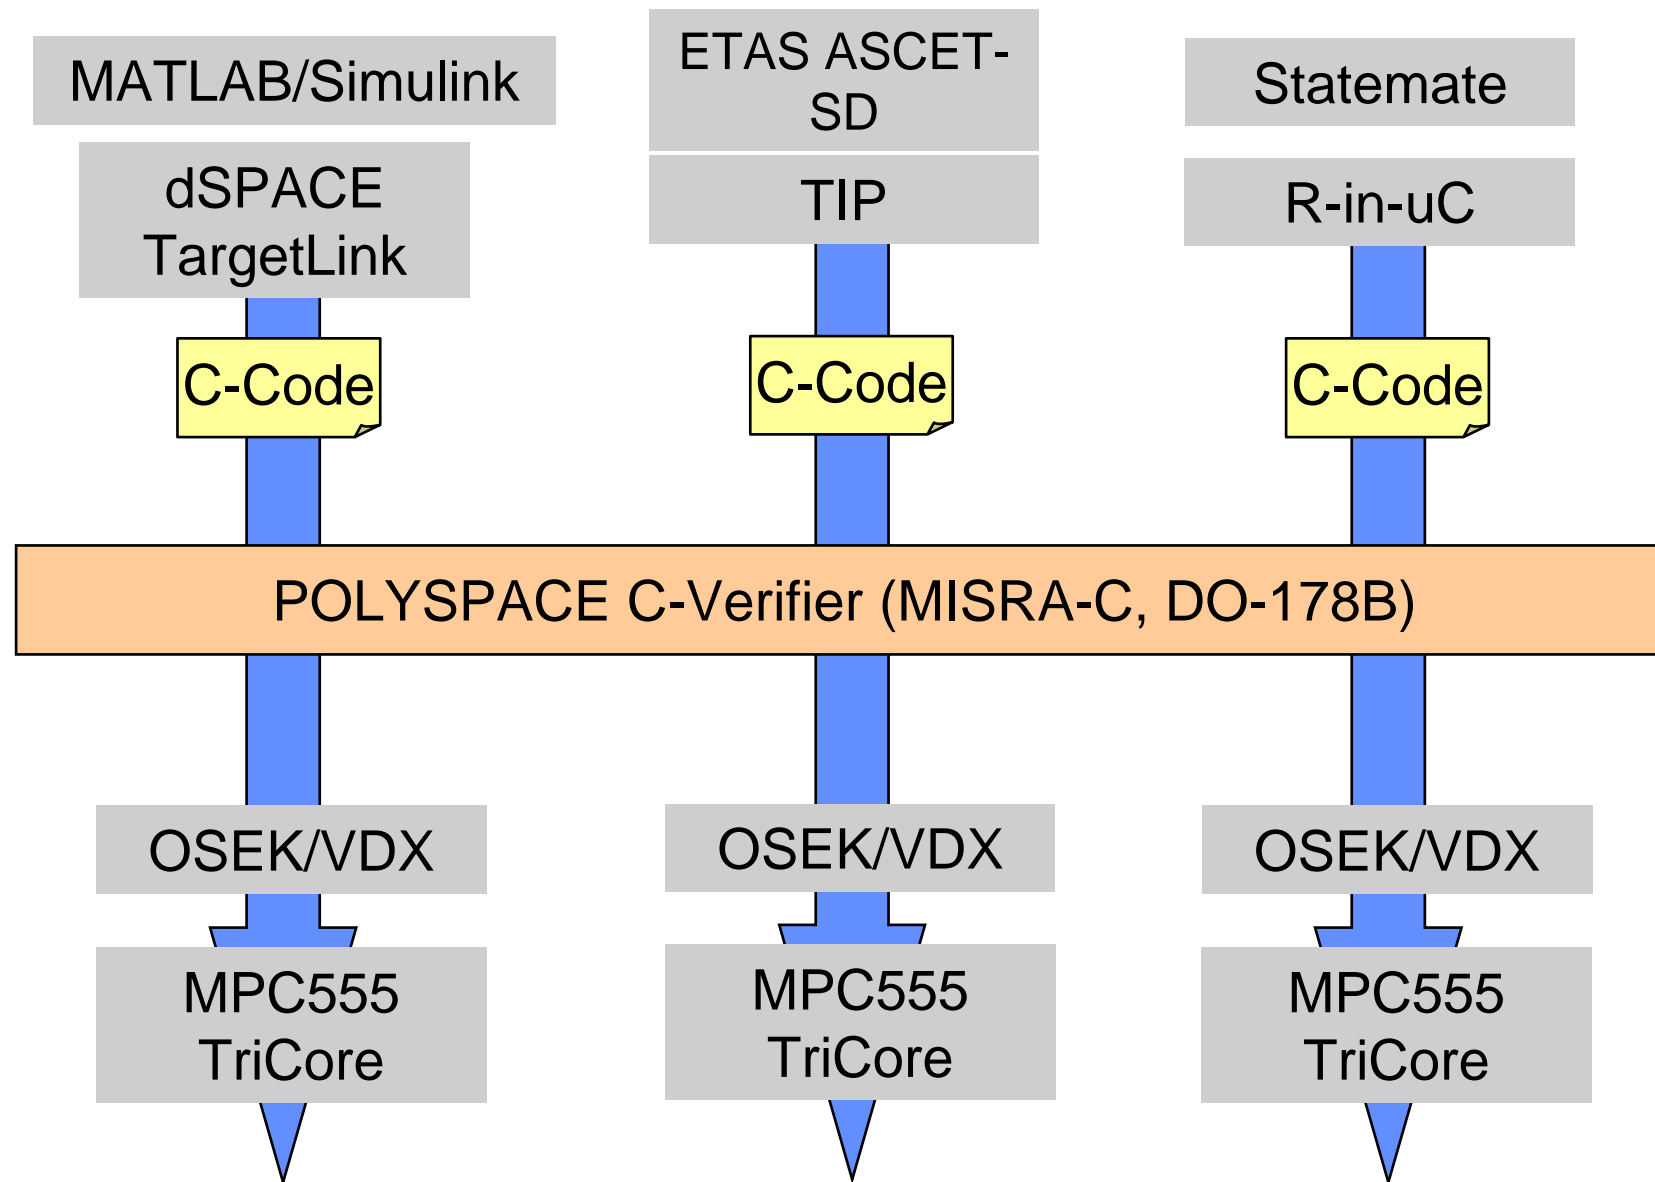 MATLAB/Simulink
ETAS ASCET-
SD
Statemate
dSPACE
TargetLink
TIP
R-in-uC
C-Code
C-Code
C-Code
POLYSPACE C-Verifier (MISRA-C, DO-178B)
OSEK/VDX
OSEK/VDX
OSEK/VDX
MPC555
TriCore
MPC555
TriCore
MPC555
TriCore